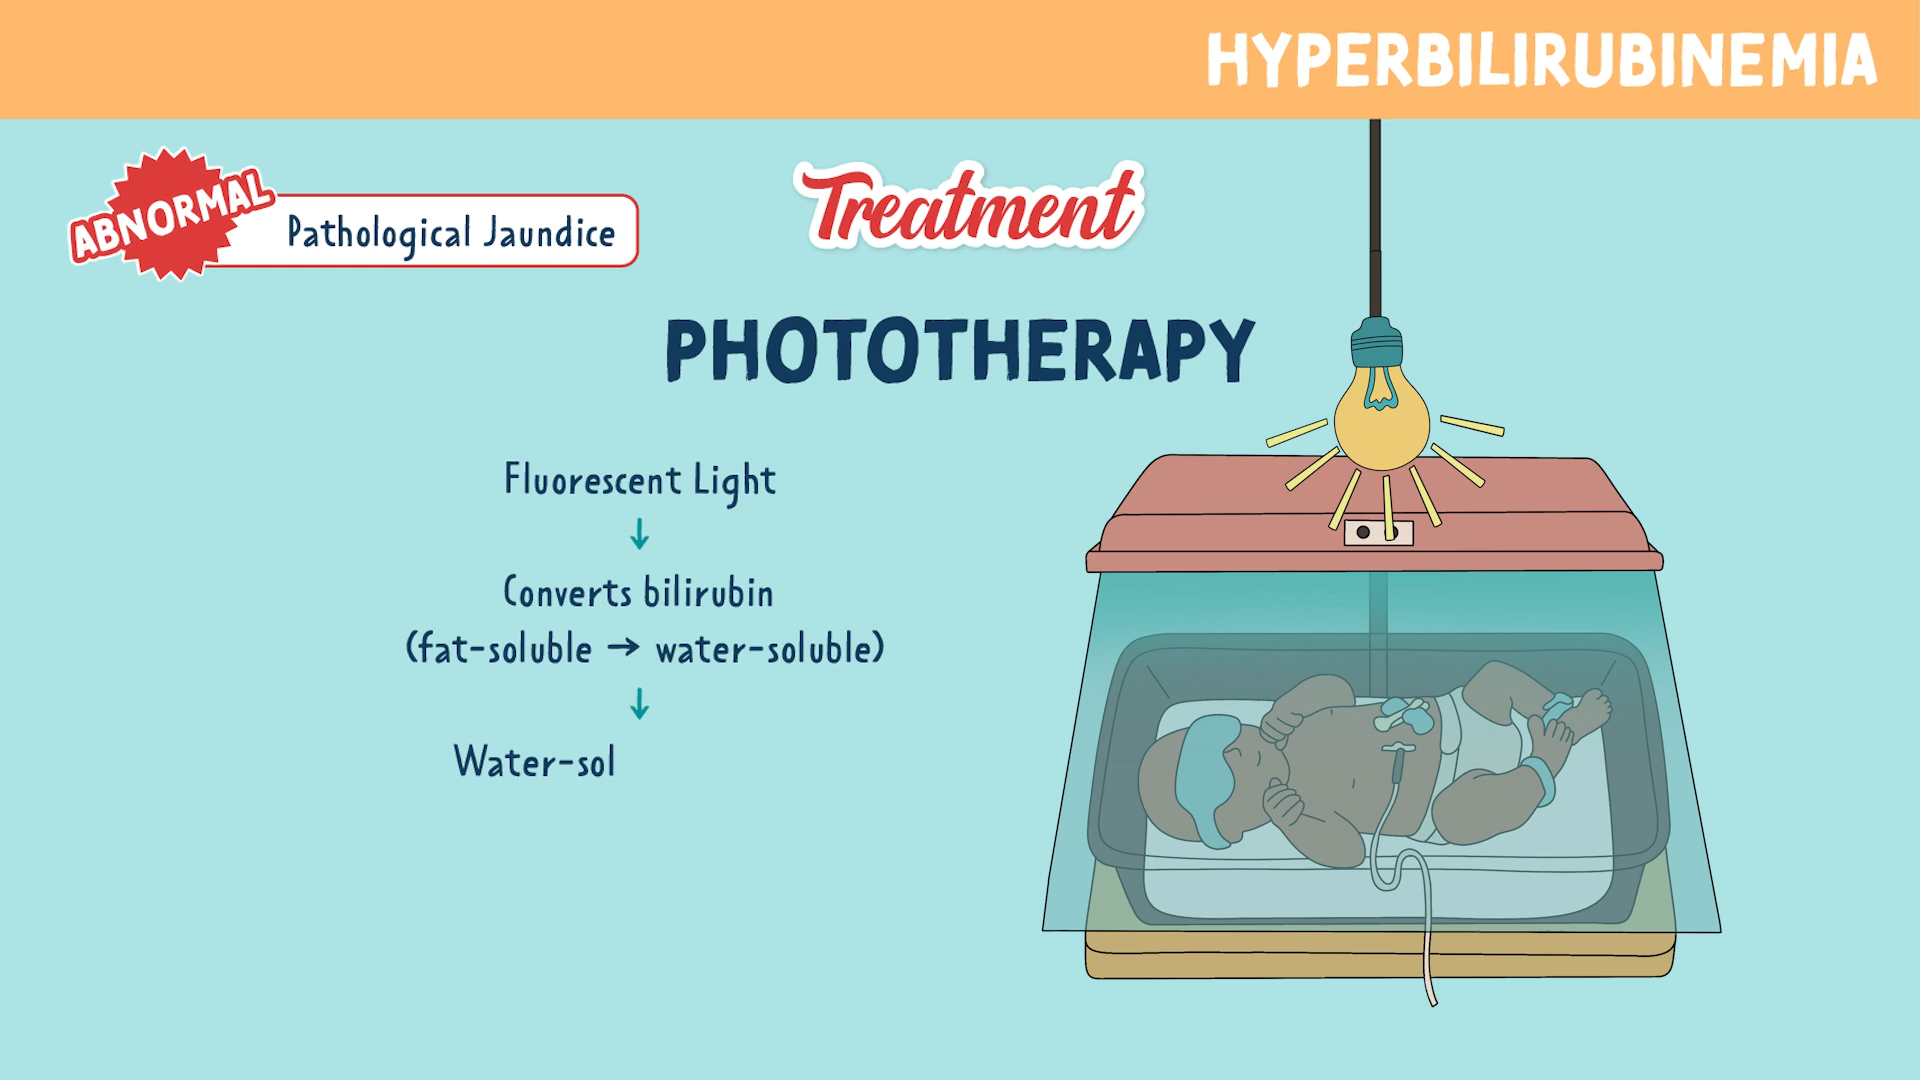 HYPERBILIRUBINEMIA
ABNORMAL
Pathological Jaundice
Treatment
PHOTOTHERAPY
Fluorescent Light
↓
Converts bilirubin
(fat-soluble → water-soluble)
↓
Water-sol